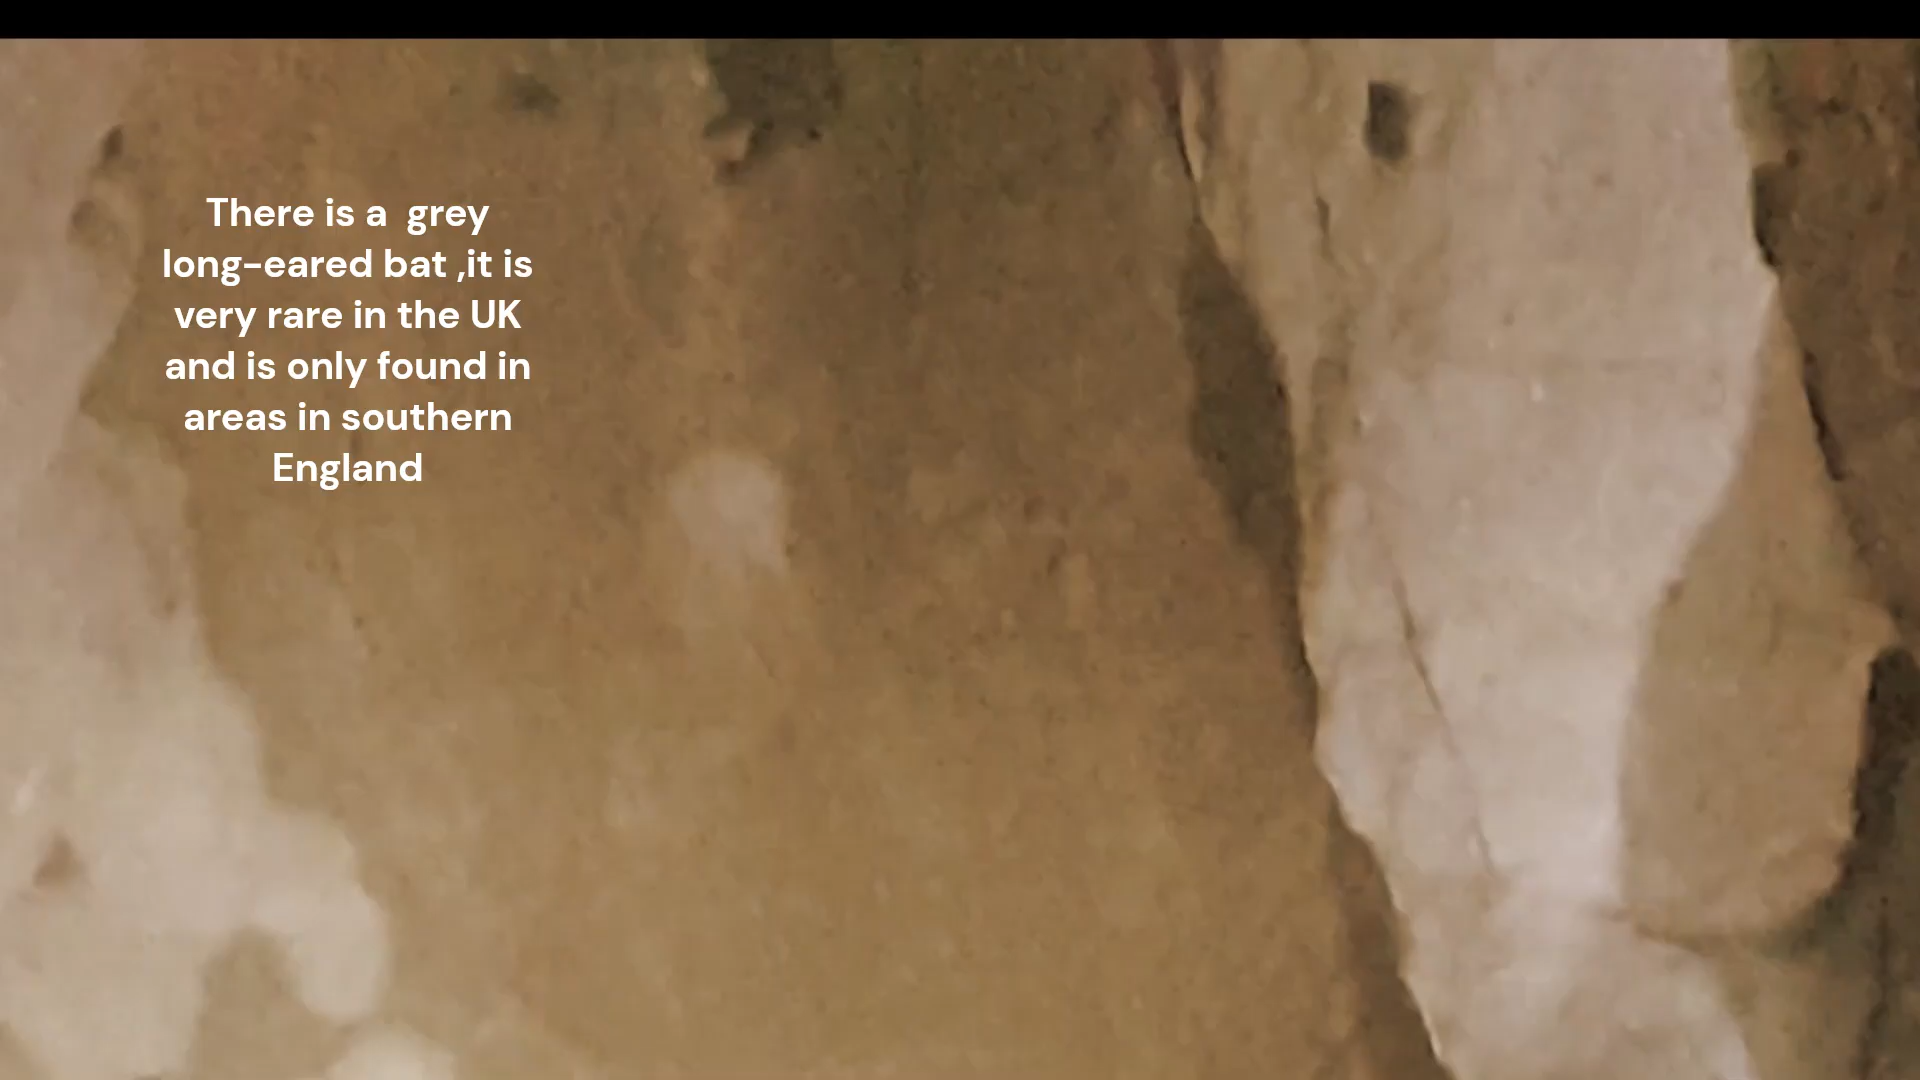 There is a  grey
long-eared bat ,it is
very rare in the UK
and is only found in
areas in southern
England